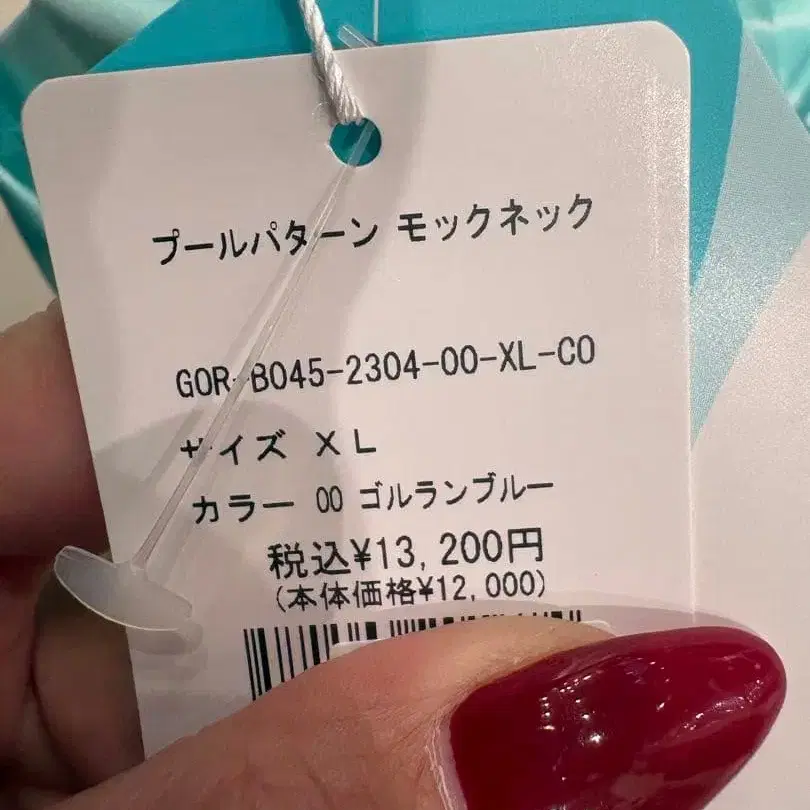 プールパターン モックネック
GOR-B045-2304-00-XL-CO
サイズ XL
カラー 00 ゴルランブルー
税込¥13,200円
(本体価格¥12,000)